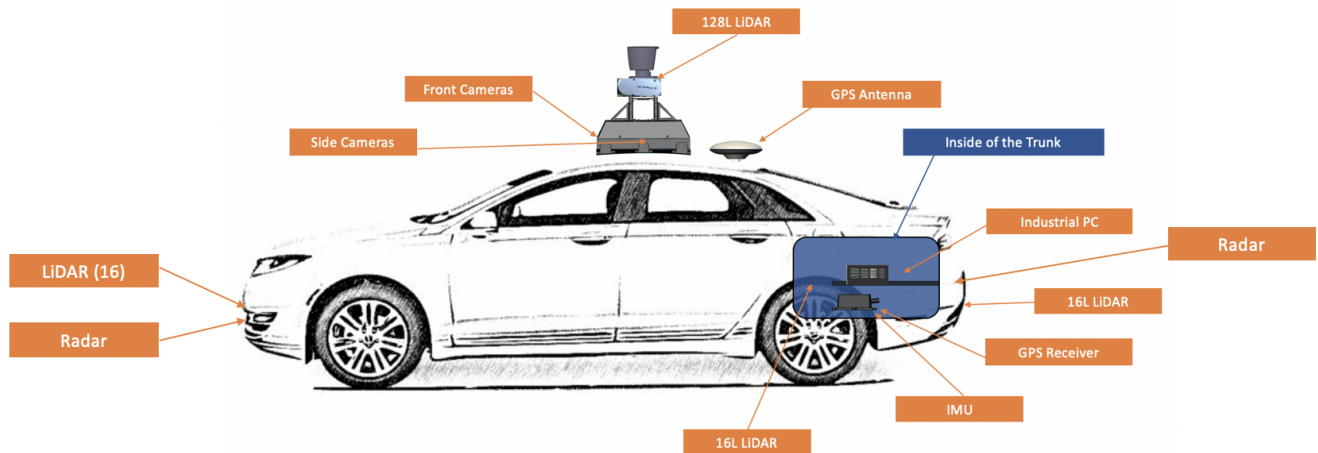 128L LiDAR
Front Cameras
GPS Antenna
Side Cameras
Inside of the Trunk
Industrial PC
Radar
LiDAR (16)
16L LiDAR
Radar
GPS Receiver
IMU
16L LiDAR